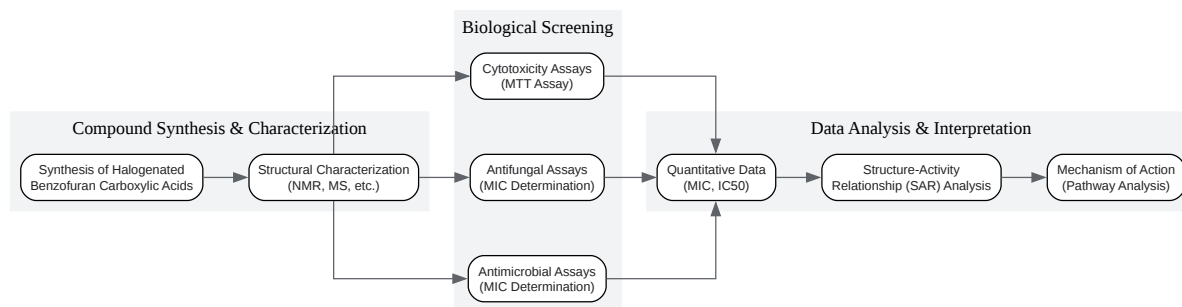 Biological Screening
Cytotoxicity Assays
(MTT Assay)
Compound Synthesis & Characterization
Data Analysis & Interpretation
Synthesis of Halogenated
Benzofuran Carboxylic Acids
Structural Characterization
(NMR, MS, etc.)
Antifungal Assays
(MIC Determination)
Quantitative Data
(MIC, IC50)
Structure-Activity
Relationship (SAR) Analysis
Mechanism of Action
(Pathway Analysis)
Antimicrobial Assays
(MIC Determination)